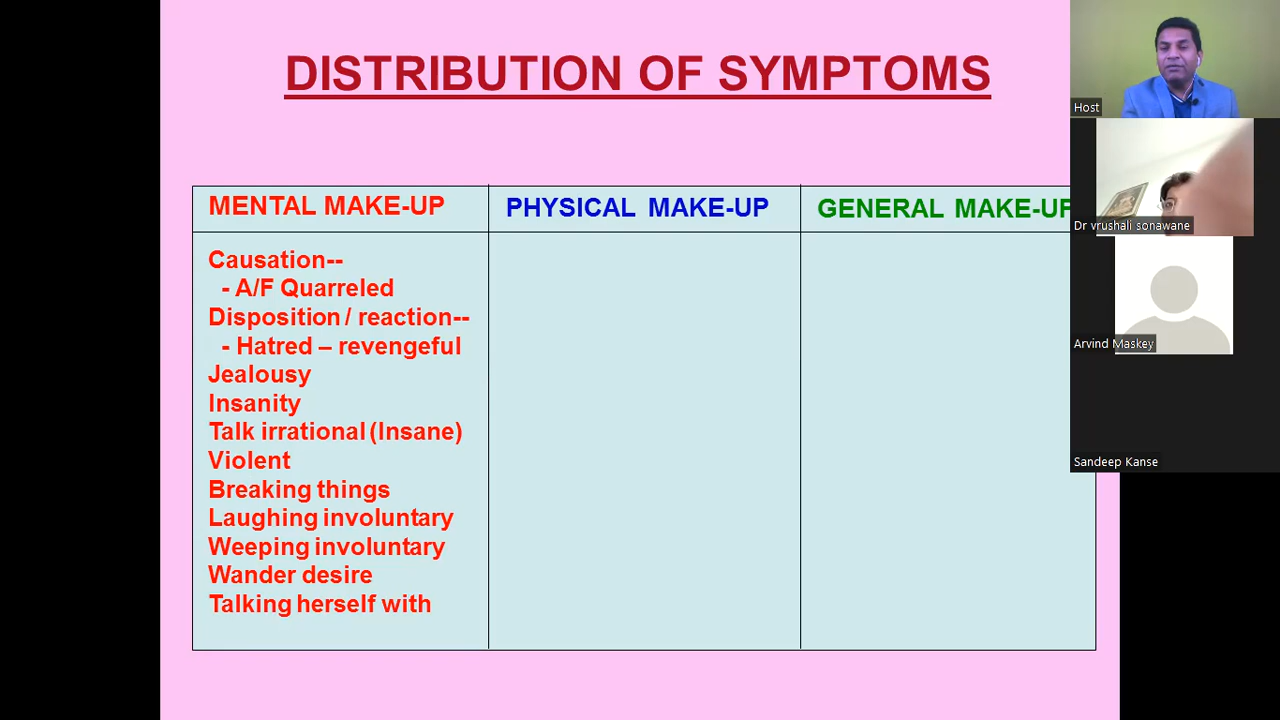 DISTRIBUTION OF SYMPTOMS
MENTAL MAKE-UP
PHYSICAL MAKE-UP
GENERAL MAKE-UP
Causation--
- A/F Quarreled
Disposition / reaction--
- Hatred – revengeful
Jealousy
Insanity
Talk irrational (Insane)
Violent
Breaking things
Laughing involuntary
Weeping involuntary
Wander desire
Talking herself with
Host
Dr vrushali sonawane
Arvind Maskey
Sandeep Kanse